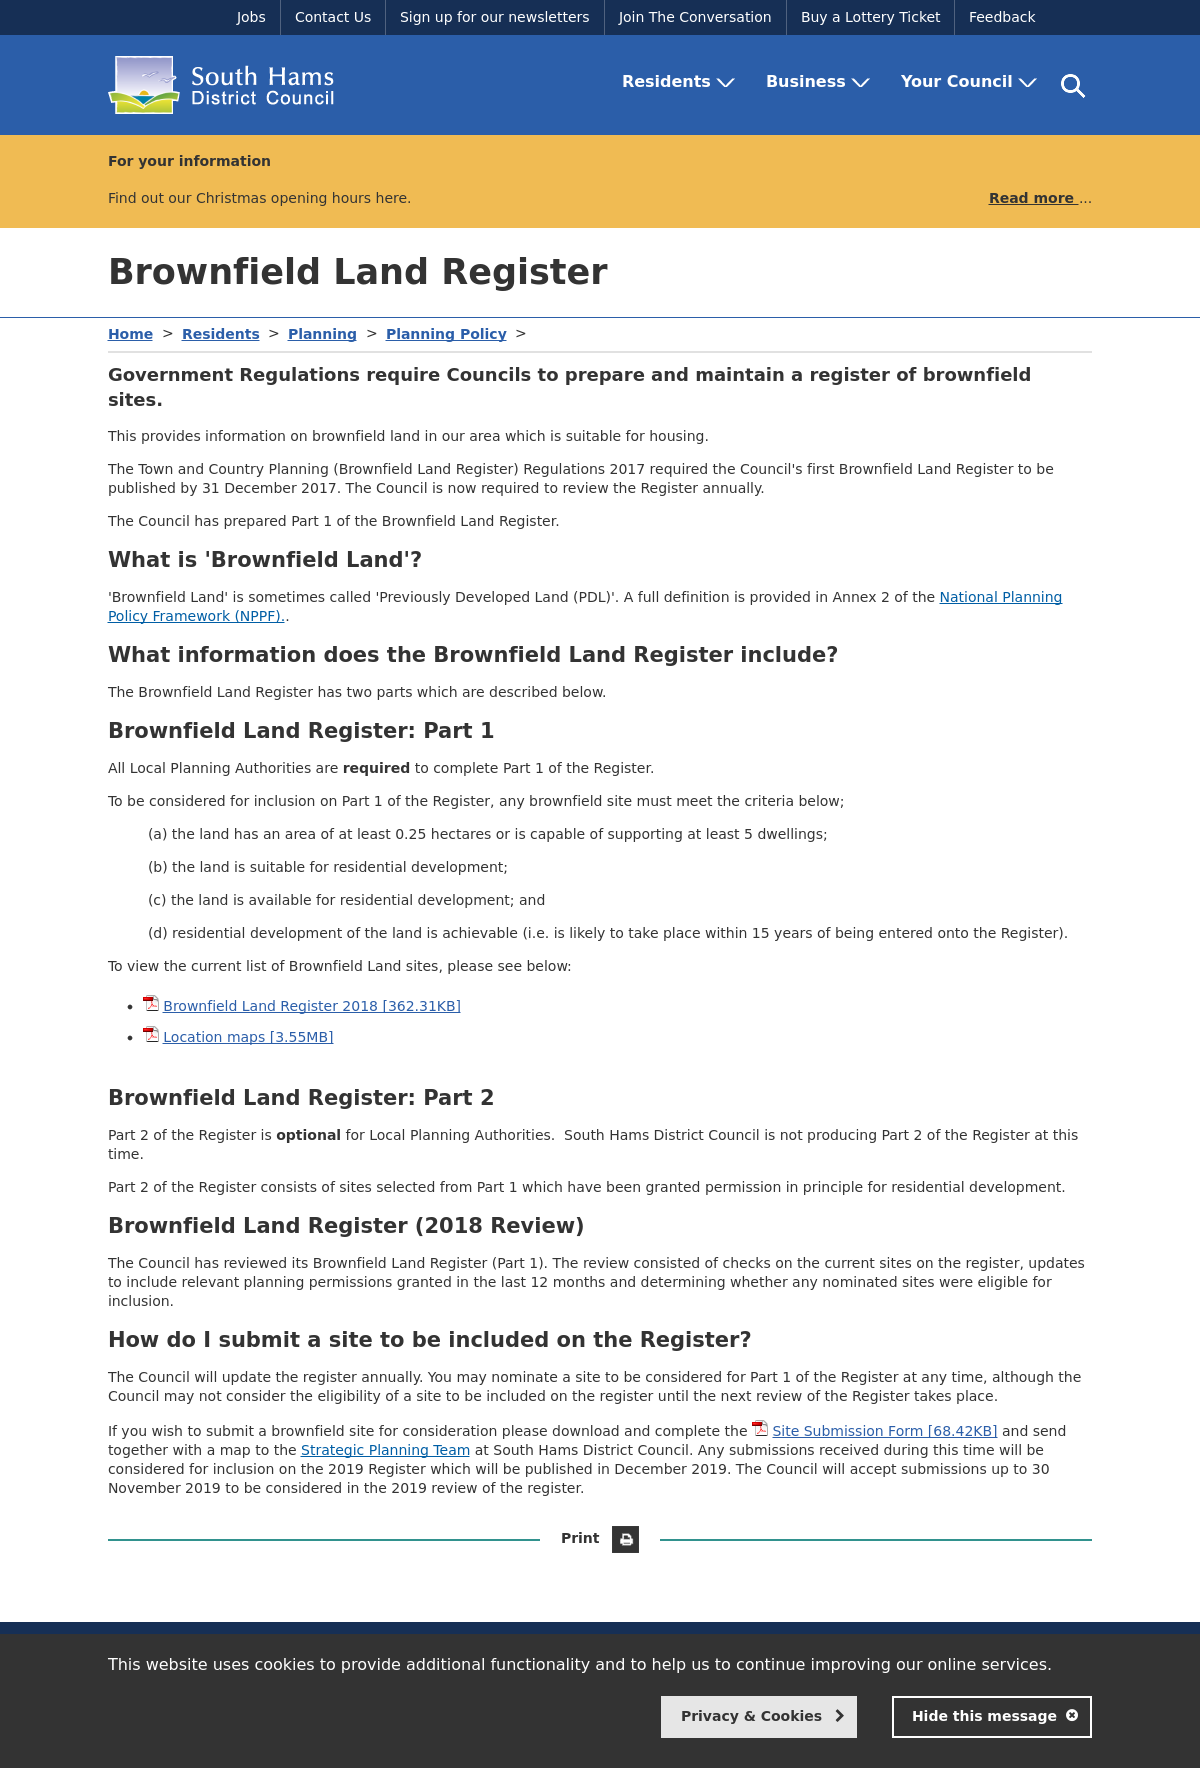 Jobs
Contact Us
Sign up for our newsletters
Join The Conversation
Buy a Lottery Ticket
Feedback
South Hams
District Council
Residents
Business
Your Council
For your information
Find out our Christmas opening hours here.
Read more ...
Brownfield Land Register
Home > Residents > Planning > Planning Policy >
Government Regulations require Councils to prepare and maintain a register of brownfield
sites.
This provides information on brownfield land in our area which is suitable for housing.
The Town and Country Planning (Brownfield Land Register) Regulations 2017 required the Council's first Brownfield Land Register to be
published by 31 December 2017. The Council is now required to review the Register annually.
The Council has prepared Part 1 of the Brownfield Land Register.
What is 'Brownfield Land'?
'Brownfield Land' is sometimes called 'Previously Developed Land (PDL)'. A full definition is provided in Annex 2 of the National Planning
Policy Framework (NPPF)..
What information does the Brownfield Land Register include?
The Brownfield Land Register has two parts which are described below.
Brownfield Land Register: Part 1
All Local Planning Authorities are required to complete Part 1 of the Register.
To be considered for inclusion on Part 1 of the Register, any brownfield site must meet the criteria below;
(a) the land has an area of at least 0.25 hectares or is capable of supporting at least 5 dwellings;
(b) the land is suitable for residential development;
(c) the land is available for residential development; and
(d) residential development of the land is achievable (i.e. is likely to take place within 15 years of being entered onto the Register).
To view the current list of Brownfield Land sites, please see below:
• Brownfield Land Register 2018 [362.31KB]
• Location maps [3.55MB]
Brownfield Land Register: Part 2
Part 2 of the Register is optional for Local Planning Authorities.  South Hams District Council is not producing Part 2 of the Register at this
time.
Part 2 of the Register consists of sites selected from Part 1 which have been granted permission in principle for residential development.
Brownfield Land Register (2018 Review)
The Council has reviewed its Brownfield Land Register (Part 1). The review consisted of checks on the current sites on the register, updates
to include relevant planning permissions granted in the last 12 months and determining whether any nominated sites were eligible for
inclusion.
How do I submit a site to be included on the Register?
The Council will update the register annually. You may nominate a site to be considered for Part 1 of the Register at any time, although the
Council may not consider the eligibility of a site to be included on the register until the next review of the Register takes place.
If you wish to submit a brownfield site for consideration please download and complete the Site Submission Form [68.42KB] and send
together with a map to the Strategic Planning Team at South Hams District Council. Any submissions received during this time will be
considered for inclusion on the 2019 Register which will be published in December 2019. The Council will accept submissions up to 30
November 2019 to be considered in the 2019 review of the register.
Print
This website uses cookies to provide additional functionality and to help us to continue improving our online services.
Privacy & Cookies
Hide this message